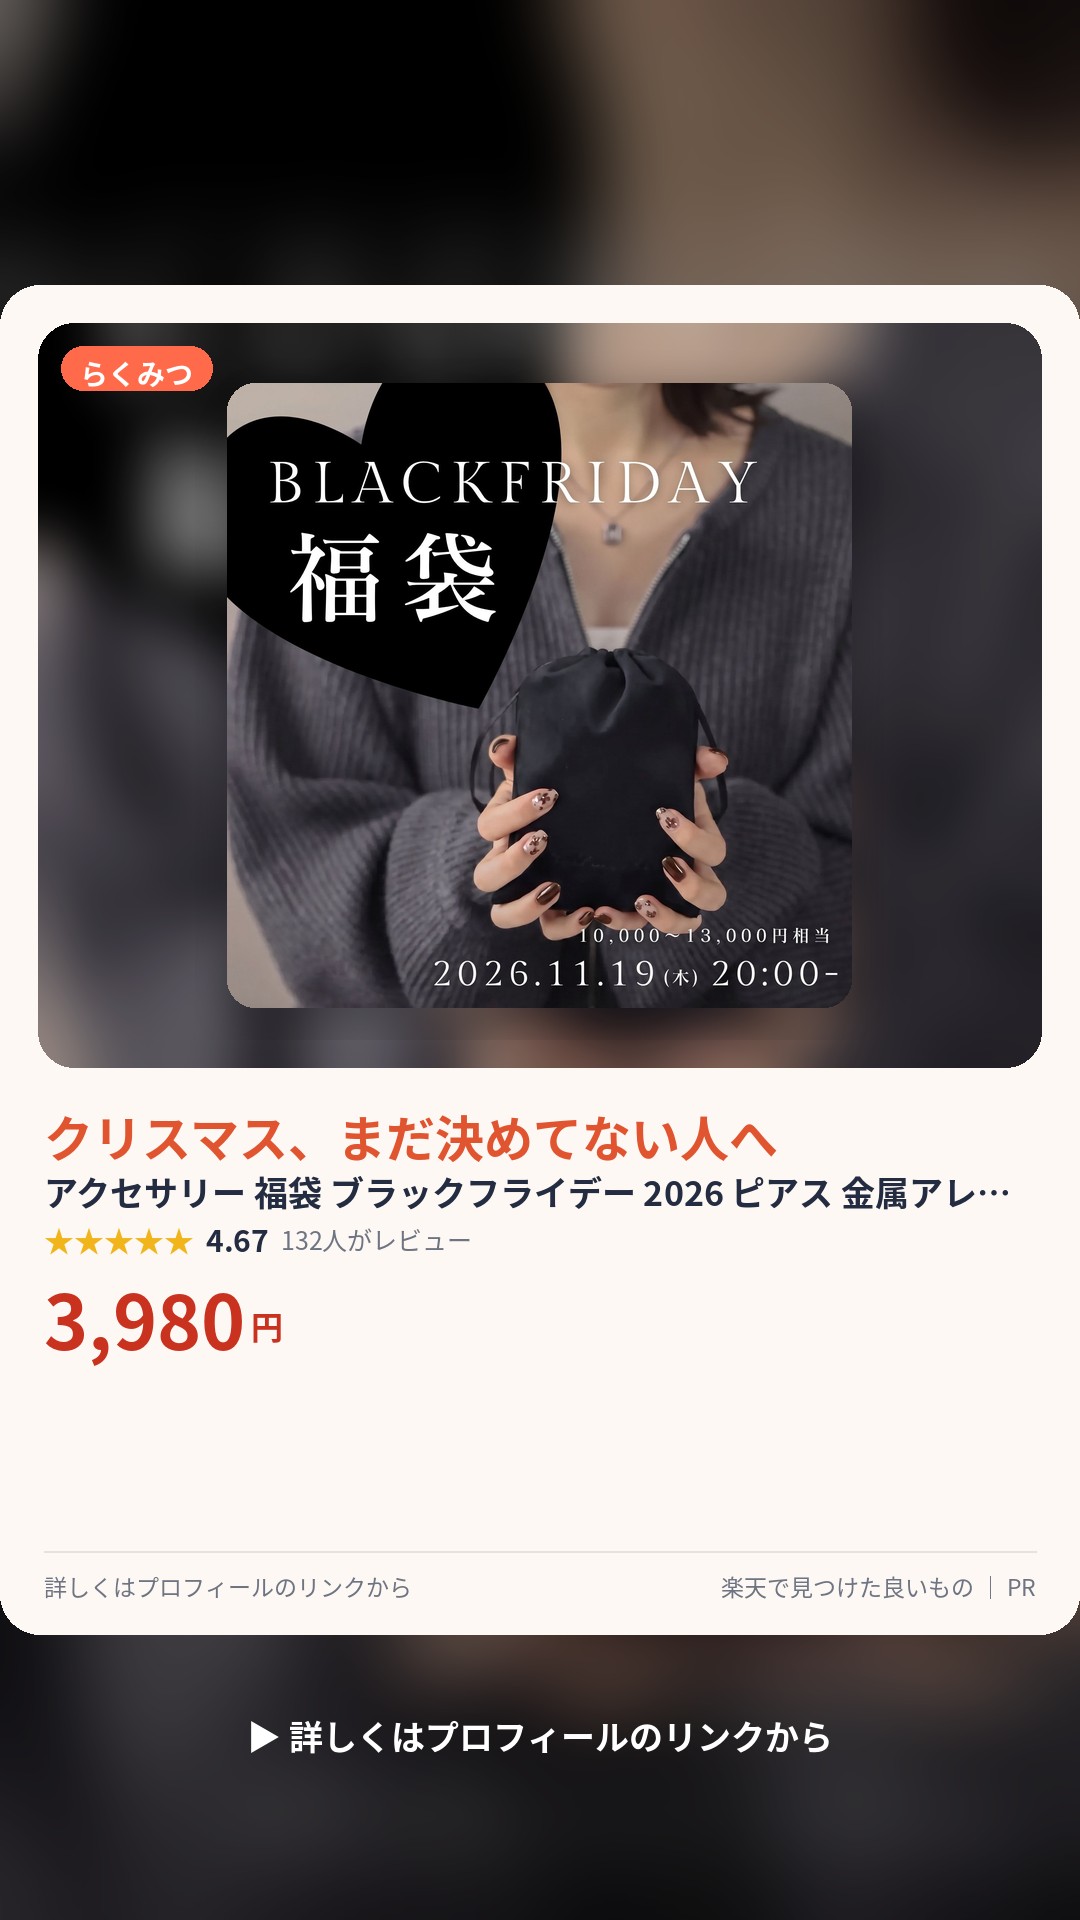 らくみつ
BLACKFRIDAY
福袋
10,000〜13,000円相当
2026.11.19(木) 20:00-
クリスマス、まだ決めてない人へ
アクセサリー 福袋 ブラックフライデー 2026 ピアス 金属アレ…
★★★★★ 4.67 132人がレビュー
3,980円
詳しくはプロフィールのリンクから
楽天で見つけた良いもの｜PR
▶ 詳しくはプロフィールのリンクから